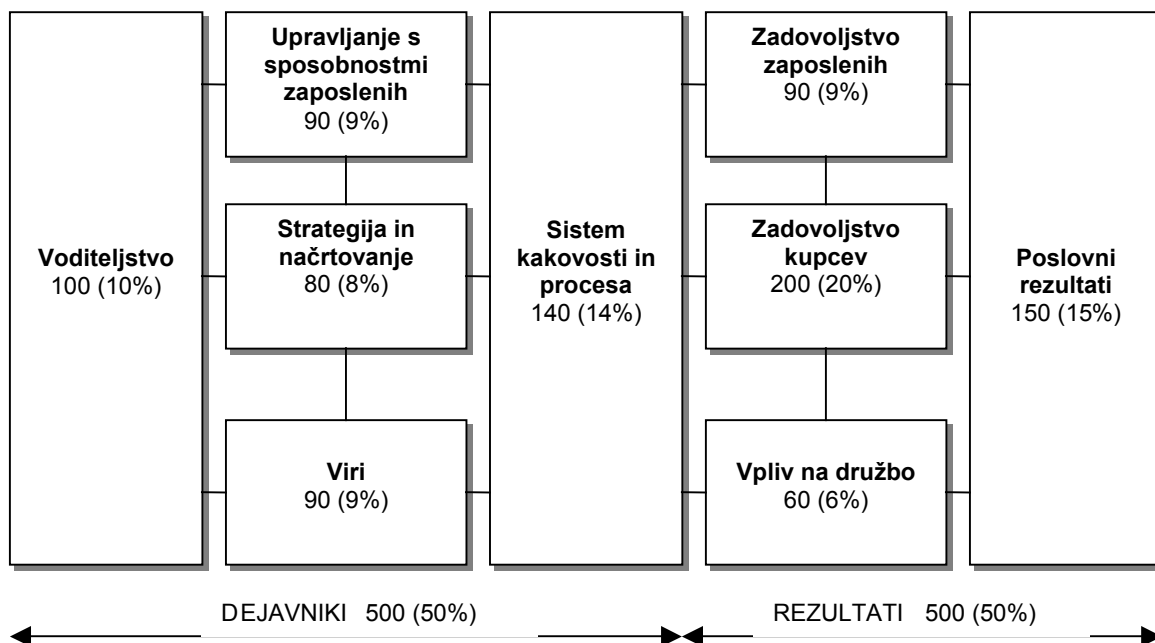 Voditeljstvo
100 (10%)
Upravljanje s
sposobnostmi
zaposlenih
90 (9%)
Strategija in
načrtovanje
80 (8%)
Viri
90 (9%)
Sistem
kakovosti in
procesa
140 (14%)
Zadovoljstvo
zaposlenih
90 (9%)
Zadovoljstvo
kupcev
200 (20%)
Vpliv na družbo
60 (6%)
Poslovni
rezultati
150 (15%)
DEJAVNIKI 500 (50%)
REZULTATI 500 (50%)